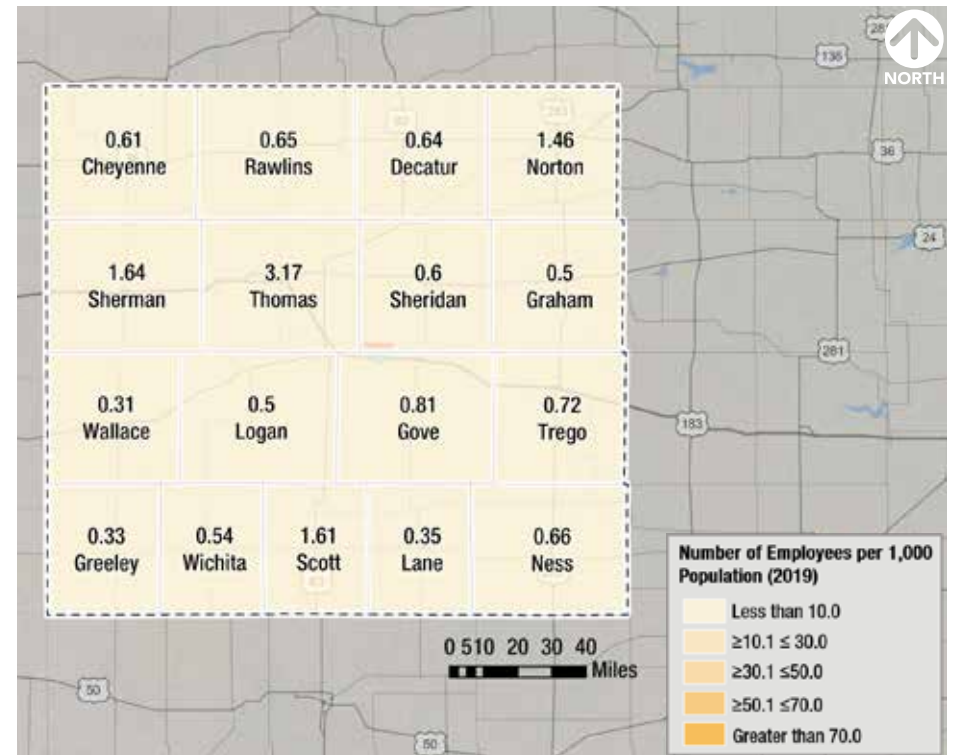 28
136
NORTH
0.61
Cheyenne
0.65
Rawlins
0.64
Decatur
1.46
Norton
36
24
1.64
Sherman
3.17
Thomas
0.6
Sheridan
0.5
Graham
281
0.31
Wallace
0.5
Logan
0.81
Gove
0.72
Trego
183
0.33
Greeley
0.54
Wichita
1.61
Scott
0.35
Lane
0.66
Ness
Number of Employees per 1,000
Population (2019)
Less than 10.0
≥10.1 ≤ 30.0
≥30.1 ≤50.0
≥50.1 ≤70.0
Greater than 70.0
0 510 20 30 40
Miles
50
50